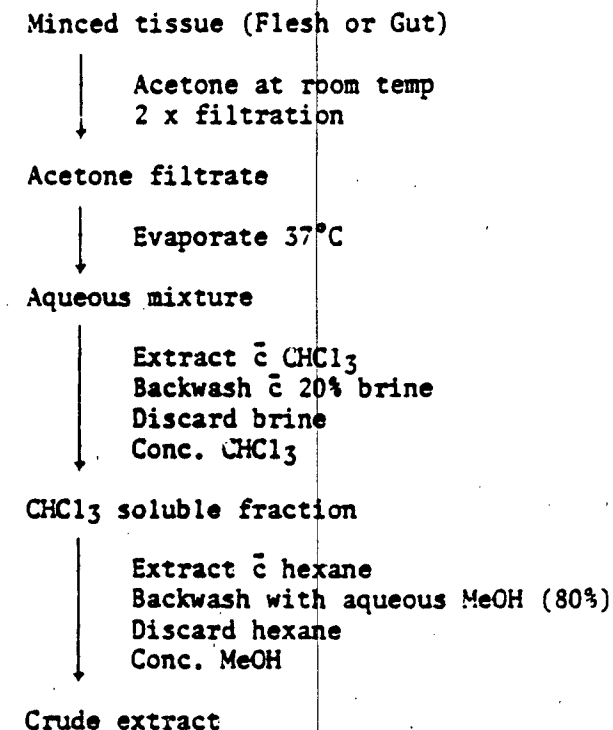 Minced tissue (Flesh or Gut)
Acetone at room temp
2 x filtration
Acetone filtrate
Evaporate 37°C
Aqueous mixture
Extract c̄ CHCl3
Backwash c̄ 20% brine
Discard brine
Conc. CHCl3
CHCl3 soluble fraction
Extract c̄ hexane
Backwash with aqueous MeOH (80%)
Discard hexane
Conc. MeOH
Crude extract